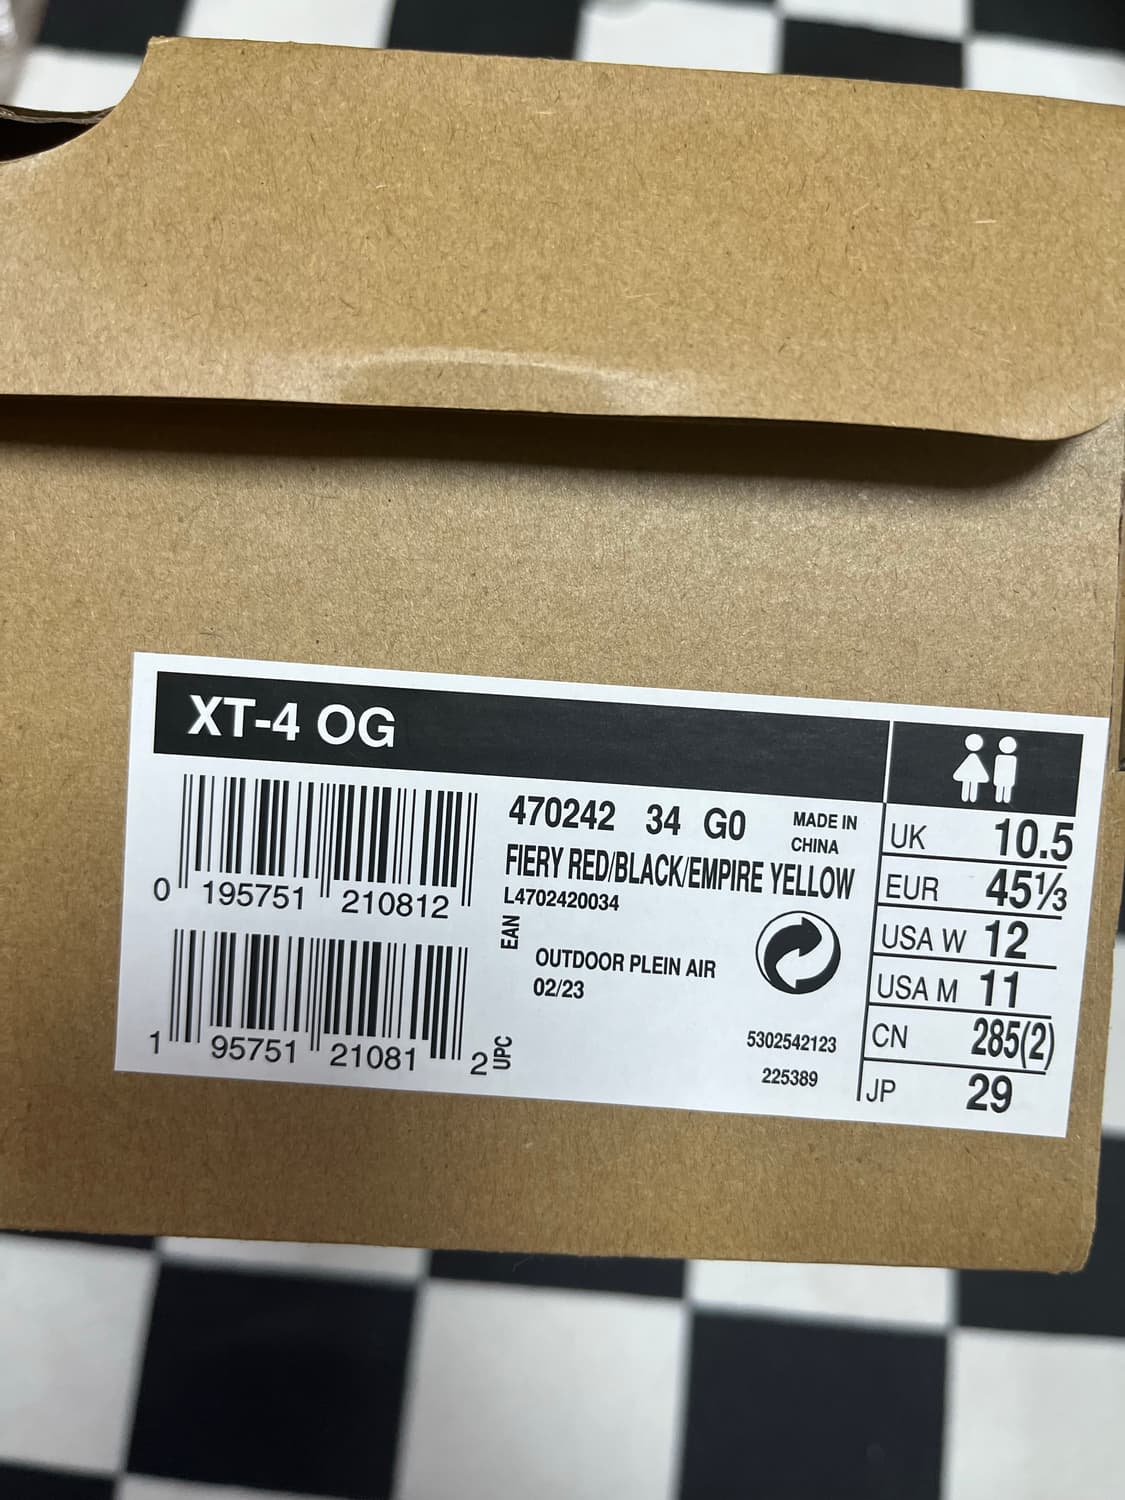 XT-4 OG
0 195751 210812
EAN
1 95751 21081 2
UPC
470242 34 G0
MADE IN
CHINA
FIERY RED/BLACK/EMPIRE YELLOW
L4702420034
OUTDOOR PLEIN AIR
02/23
5302542123
225389
UK 10.5
EUR 45⅓
USA W 12
USA M 11
CN 285(2)
JP 29